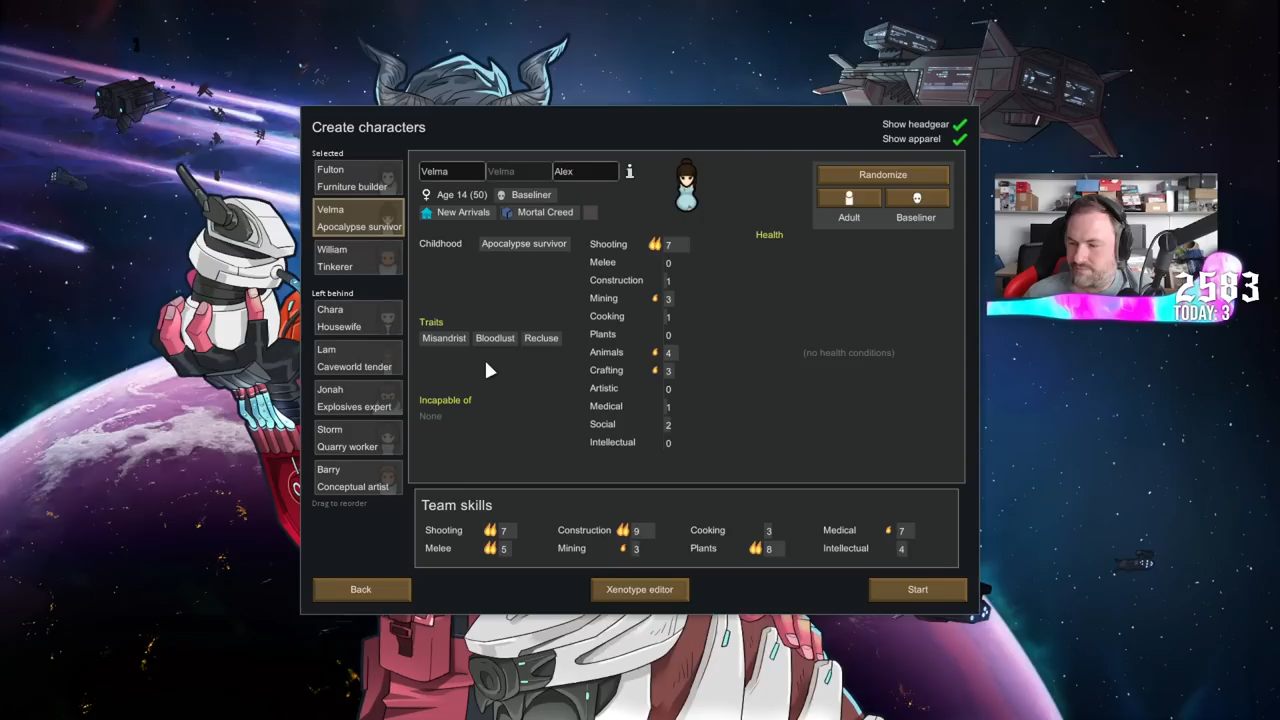 Create characters
Show headgear
Show apparel
Selected
Fulton
Furniture builder
Velma
Apocalypse survivor
William
Tinkerer
Left behind
Chara
Housewife
Lam
Caveworld tender
Jonah
Explosives expert
Storm
Quarry worker
Barry
Conceptual artist
Drag to reorder
Velma Velma Alex
Age 14 (50) Baseliner
New Arrivals Mortal Creed
Childhood Apocalypse survivor
Traits
Misandrist Bloodlust Recluse
Incapable of
None
Shooting 7
Melee 0
Construction 1
Mining 3
Cooking 1
Plants 0
Animals 4
Crafting 3
Artistic 0
Medical 1
Social 2
Intellectual 0
Randomize
Adult Baseliner
Health
(no health conditions)
Team skills
Shooting 7 Construction 9 Cooking 3 Medical 7
Melee 5 Mining 3 Plants 8 Intellectual 4
Back Xenotype editor Start
2583
TODAY: 3